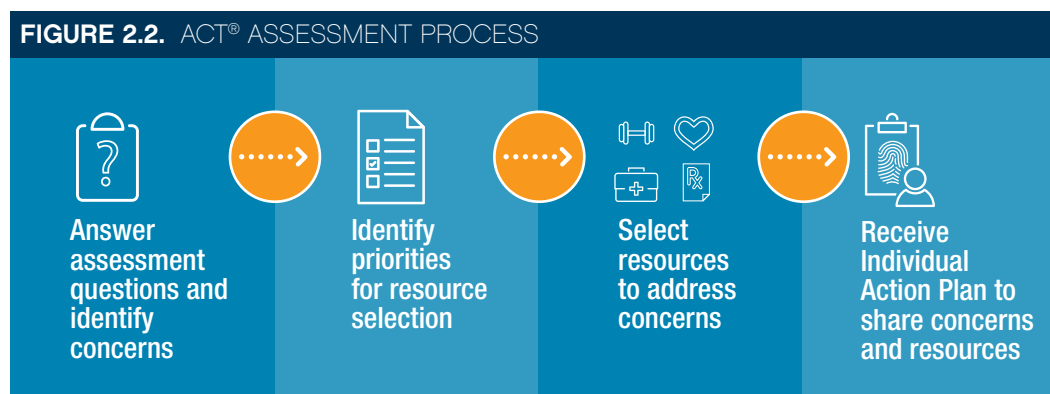 FIGURE 2.2. ACT® ASSESSMENT PROCESS
?
Answer
assessment
questions and
identify
concerns
Identify
priorities
for resource
selection
Rx
Select
resources
to address
concerns
Receive
Individual
Action Plan to
share concerns
and resources